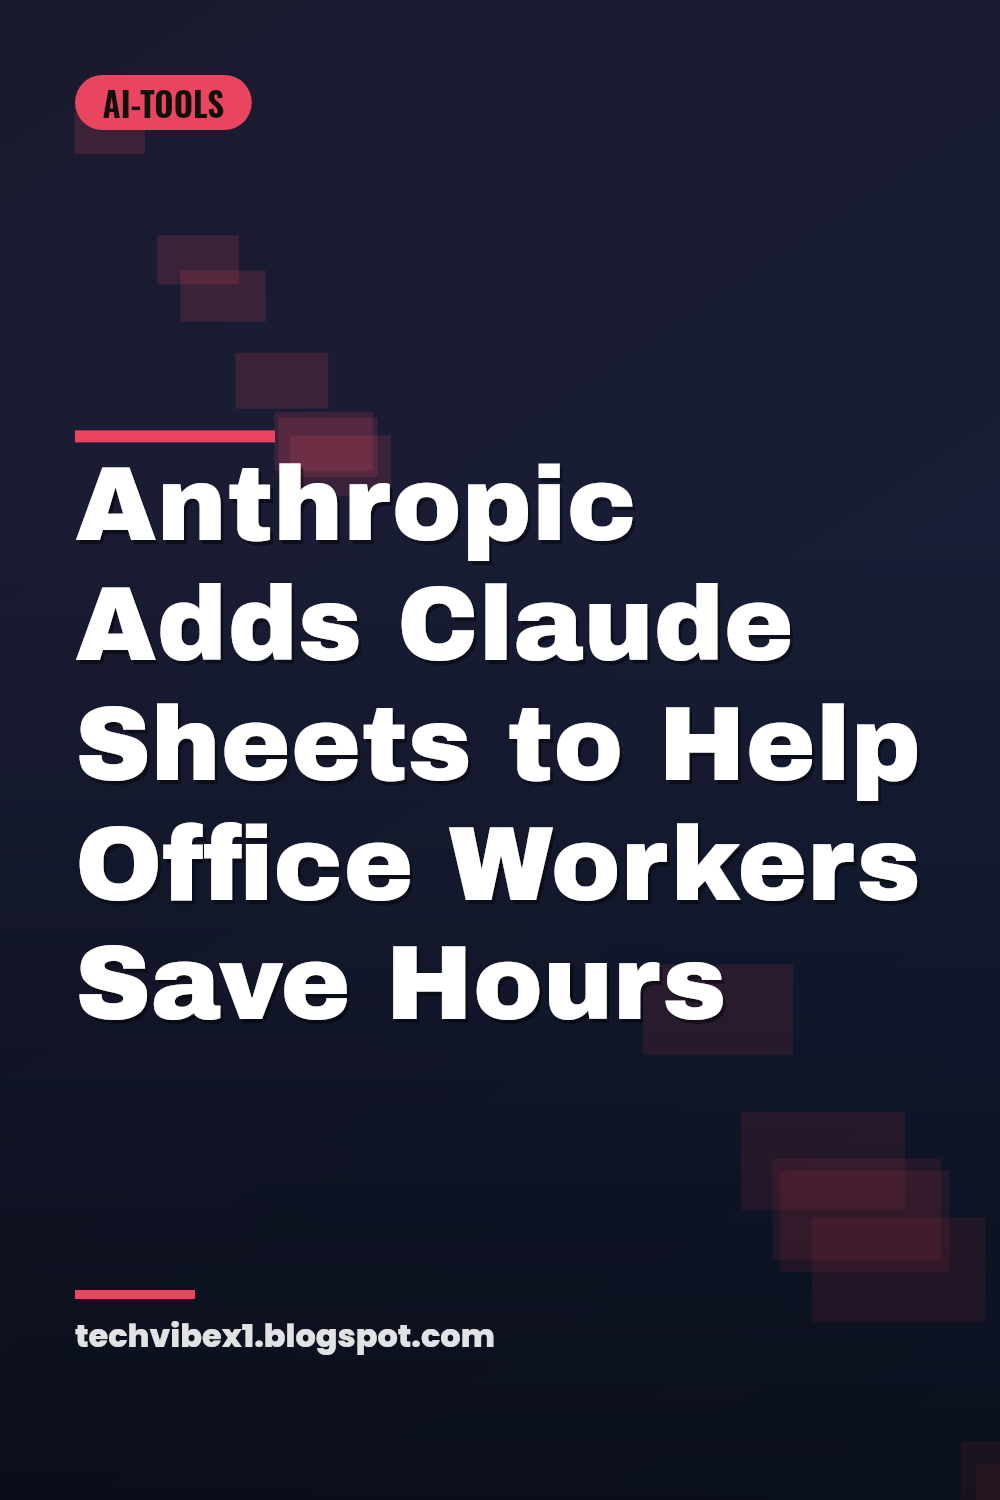 AI-TOOLS
Anthropic
Adds Claude
Sheets to Help
Office Workers
Save Hours
techvibex1.blogspot.com